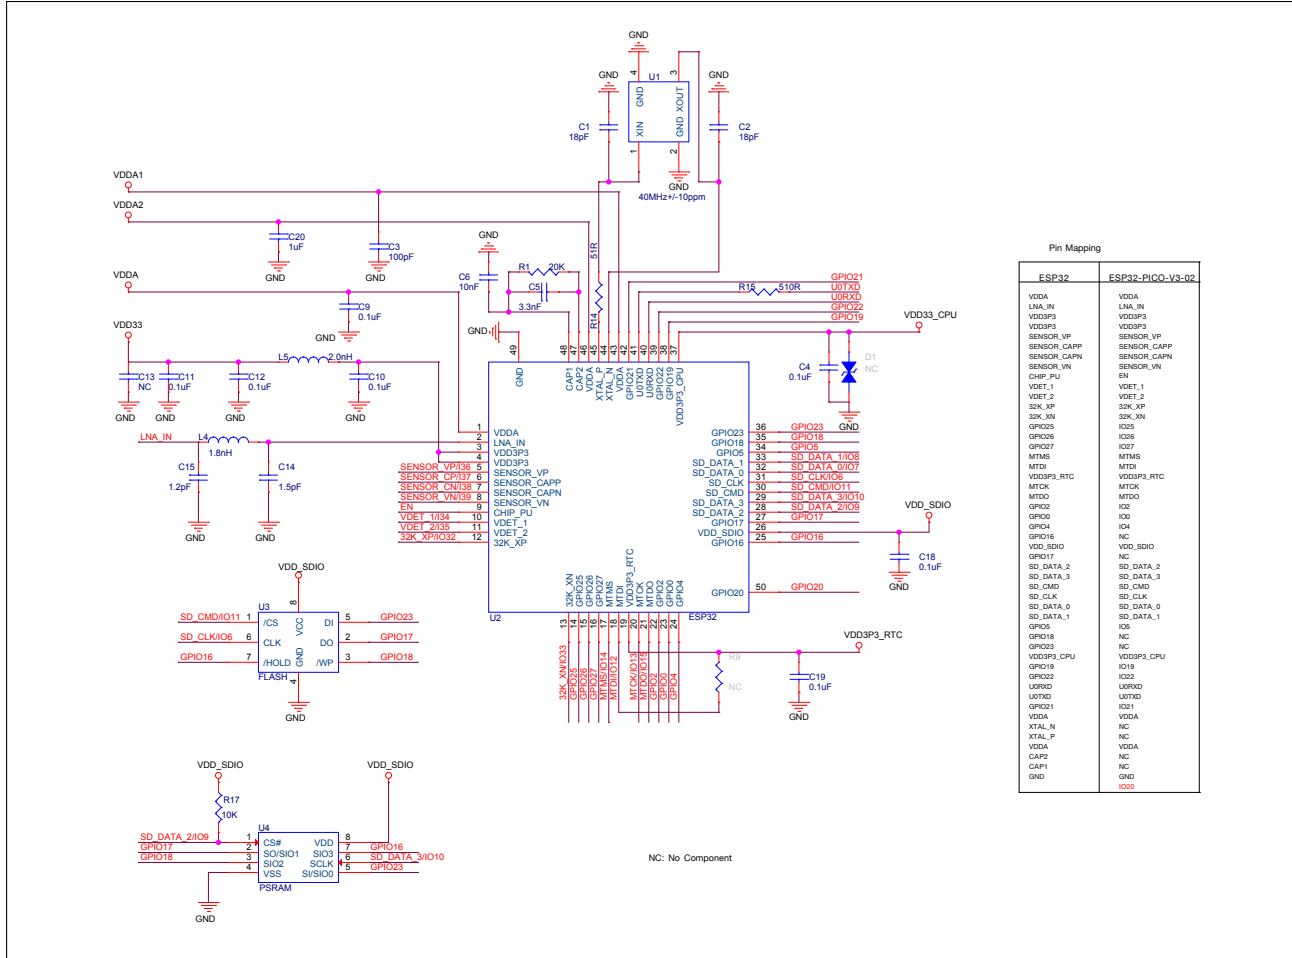 GND
GND
GND
U1
4
3
GND
XOUT
XIN
GND
1
2
C1
18pF
C2
18pF
GND
40MHz+/-10ppm
VDDA1
VDDA2
C20
1uF
GND
C3
100pF
GND
VDDA
C9
0.1uF
GND
VDD33
C13
NC
C11
0.1uF
C12
0.1uF
L5
2.0nH
C10
0.1uF
GND
GND
GND
GND
GND
C6
10nF
R1
20K
C5
3.3nF
51R
R14
GND
GPIO21
R15
510R
U0TXD
U0RXD
GPIO22
GPIO19
VDD33_CPU
C4
0.1uF
D1
NC
GND
49
48
47
46
45
44
43
42
41
40
39
38
37
GND
CAP1
CAP2
VDDA
XTAL_P
XTAL_N
VDDA
GPIO21
U0TXD
U0RXD
GPIO22
GPIO19
VDD3P3_CPU
LNA_IN
L4
1.8nH
C15
1.2pF
C14
1.5pF
GND
GND
1 VDDA
2 LNA_IN
3 VDD3P3
4 VDD3P3
SENSOR_VP/I36 5 SENSOR_VP
SENSOR_CP/I37 6 SENSOR_CAPP
SENSOR_CN/I38 7 SENSOR_CAPN
SENSOR_VN/I39 8 SENSOR_VN
EN 9 CHIP_PU
VDET_1/I34 10 VDET_1
VDET_2/I35 11 VDET_2
32K_XP/IO32 12 32K_XP
GPIO23 36 GPIO23
GPIO18 35 GPIO18
GPIO5 34 GPIO5
SD_DATA_1 33 SD_DATA_1/IO8
SD_DATA_0 32 SD_DATA_0/IO7
SD_CLK 31 SD_CLK/IO6
SD_CMD 30 SD_CMD/IO11
SD_DATA_3 29 SD_DATA_3/IO10
SD_DATA_2 28 SD_DATA_2/IO9
GPIO17 27 GPIO17
VDD_SDIO 26
GPIO16 25 GPIO16
GPIO20 50 GPIO20
VDD_SDIO
C18
0.1uF
GND
32K_XN
GPIO25
GPIO26
GPIO27
MTMS
MTDI
VDD3P3_RTC
MTCK
MTDO
GPIO2
GPIO0
GPIO4
U2
ESP32
13
14
15
16
17
18
19
20
21
22
23
24
32K_XN/IO33
GPIO25
GPIO26
GPIO27
MTMS/IO14
MTDI/IO12
MTCK/IO13
MTDO/IO15
GPIO2
GPIO0
GPIO4
VDD3P3_RTC
R9
NC
C19
0.1uF
GND
VDD_SDIO
U3
8
SD_CMD/IO11 1 /CS
SD_CLK/IO6 6 CLK
GPIO16 7 /HOLD
VCC
GND
DI 5 GPIO23
DO 2 GPIO17
/WP 3 GPIO18
FLASH
4
GND
VDD_SDIO
VDD_SDIO
R17
10K
U4
SD_DATA_2/IO9 1 CS#
GPIO17 2 SO/SIO1
GPIO18 3 SIO2
4 VSS
VDD 8
SIO3 7 GPIO16
SCLK 6 SD_DATA_3/IO10
SI/SIO0 5 GPIO23
PSRAM
GND
NC: No Component
Pin Mapping
ESP32 ESP32-PICO-V3-02
VDDA VDDA
LNA_IN LNA_IN
VDD3P3 VDD3P3
VDD3P3 VDD3P3
SENSOR_VP SENSOR_VP
SENSOR_CAPP SENSOR_CAPP
SENSOR_CAPN SENSOR_CAPN
SENSOR_VN SENSOR_VN
CHIP_PU EN
VDET_1 VDET_1
VDET_2 VDET_2
32K_XP 32K_XP
32K_XN 32K_XN
GPIO25 IO25
GPIO26 IO26
GPIO27 IO27
MTMS MTMS
MTDI MTDI
VDD3P3_RTC VDD3P3_RTC
MTCK MTCK
MTDO MTDO
GPIO2 IO2
GPIO0 IO0
GPIO4 IO4
GPIO16 NC
VDD_SDIO VDD_SDIO
GPIO17 NC
SD_DATA_2 SD_DATA_2
SD_DATA_3 SD_DATA_3
SD_CMD SD_CMD
SD_CLK SD_CLK
SD_DATA_0 SD_DATA_0
SD_DATA_1 SD_DATA_1
GPIO5 IO5
GPIO18 NC
GPIO23 NC
VDD3P3_CPU VDD3P3_CPU
GPIO19 IO19
GPIO22 IO22
U0RXD U0RXD
U0TXD U0TXD
GPIO21 IO21
VDDA VDDA
XTAL_N NC
XTAL_P NC
VDDA VDDA
CAP2 NC
CAP1 NC
GND GND
IO20